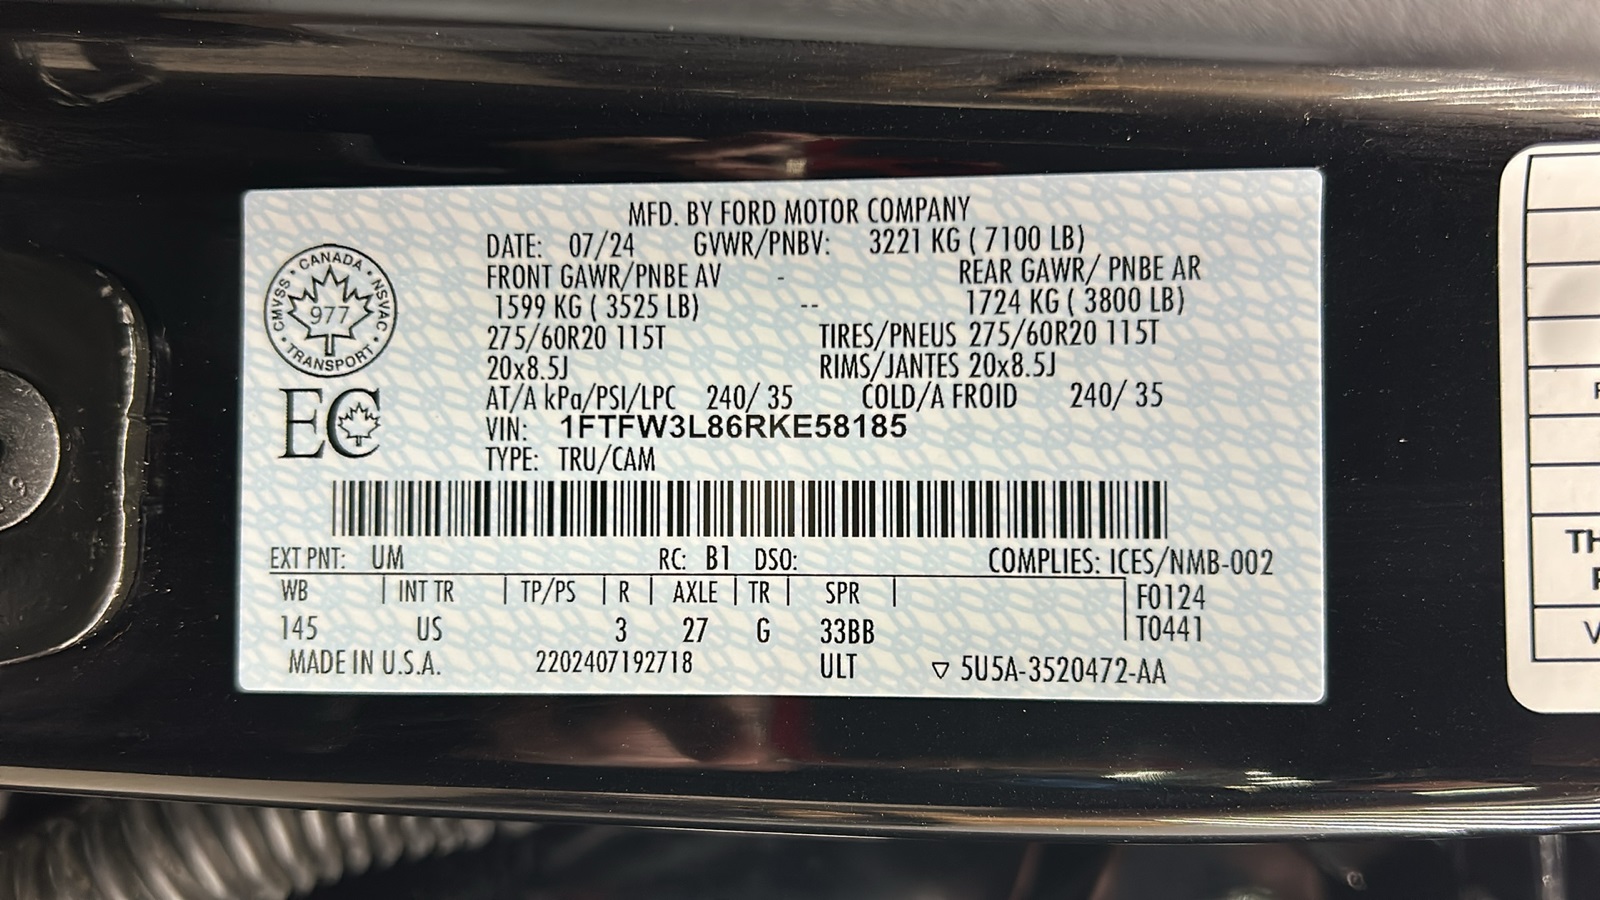 MFD. BY FORD MOTOR COMPANY
DATE: 07/24 GVWR/PNBV: 3221 KG ( 7100 LB)
FRONT GAWR/PNBE AV - REAR GAWR/ PNBE AR
1599 KG ( 3525 LB) -- 1724 KG ( 3800 LB)
275/60R20 115T TIRES/PNEUS 275/60R20 115T
20x8.5J RIMS/JANTES 20x8.5J
AT/A kPa/PSI/LPC 240/ 35 COLD/A FROID 240/ 35
VIN: 1FTFW3L86RKE58185
TYPE: TRU/CAM
CANADA • NSVAC • TRANSPORT • CMVSS •
977
EC
EXT PNT: UM RC: B1 DSO: COMPLIES: ICES/NMB-002
WB | INT TR | TP/PS | R | AXLE | TR | SPR | F0124
145 US 3 27 G 33BB T0441
MADE IN U.S.A. 2202407192718 ULT ▽ 5U5A-3520472-AA
9
TH
V